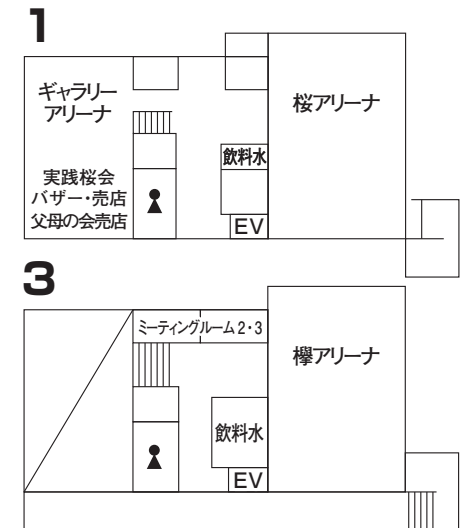 1
ギャラリー
アリーナ
桜アリーナ
飲料水
実践桜会
バザー・売店
父母の会売店
EV
3
ミーティングルーム2・3
欅アリーナ
飲料水
EV